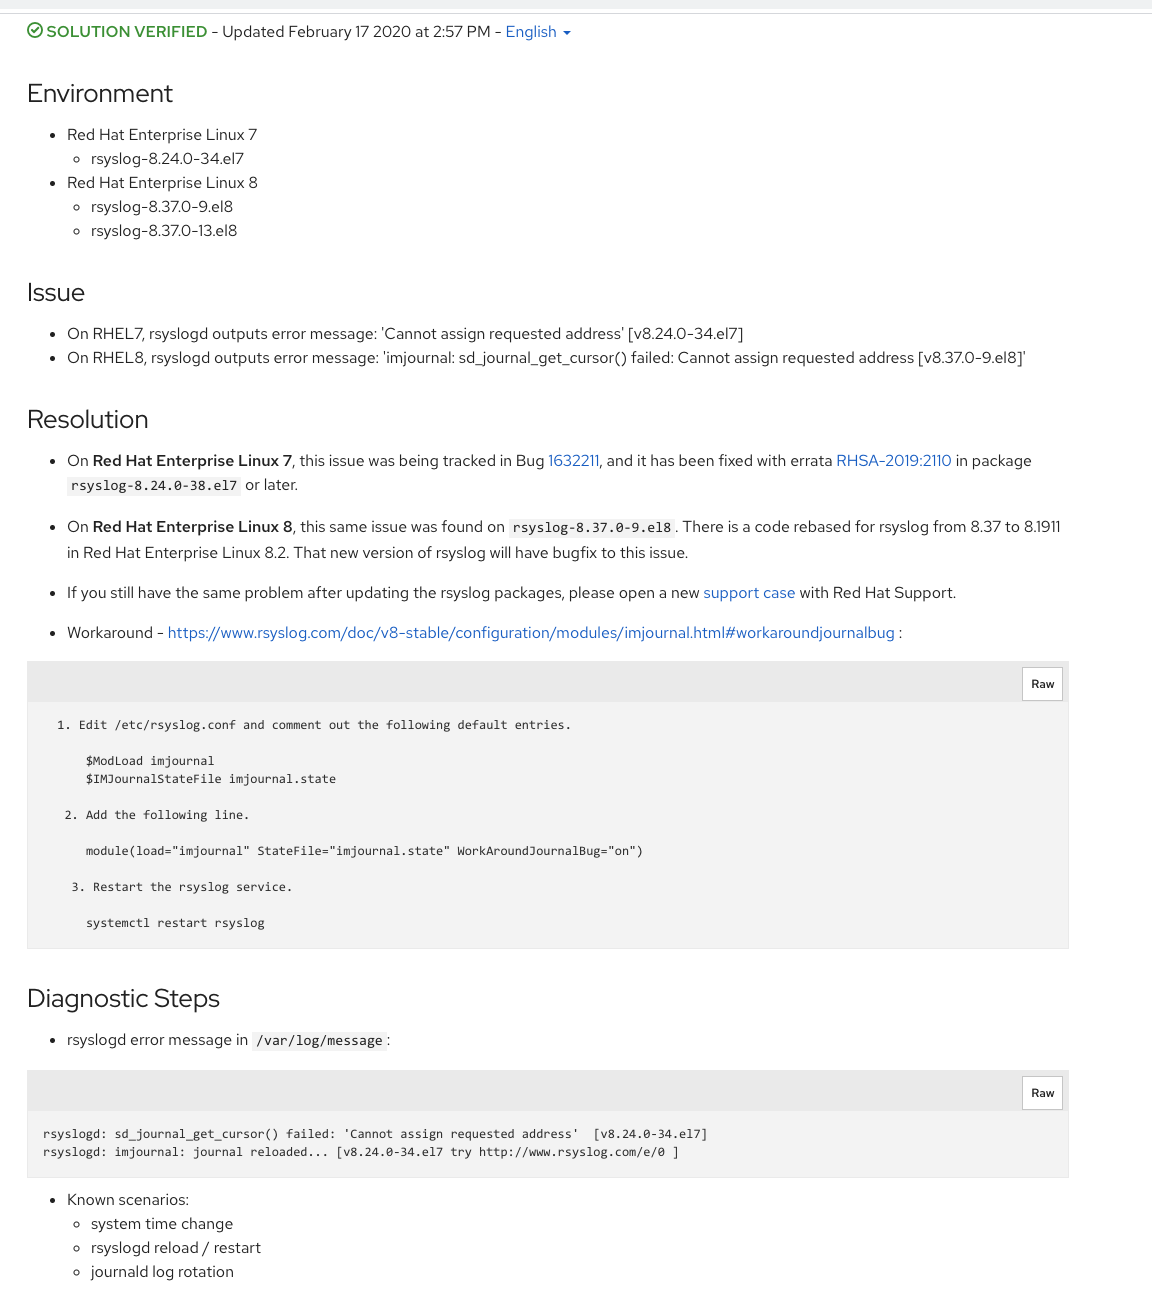 SOLUTION VERIFIED - Updated February 17 2020 at 2:57 PM - English
Environment
Red Hat Enterprise Linux 7
rsyslog-8.24.0-34.el7
Red Hat Enterprise Linux 8
rsyslog-8.37.0-9.el8
rsyslog-8.37.0-13.el8
Issue
On RHEL7, rsyslogd outputs error message: 'Cannot assign requested address' [v8.24.0-34.el7]
On RHEL8, rsyslogd outputs error message: 'imjournal: sd_journal_get_cursor() failed: Cannot assign requested address [v8.37.0-9.el8]'
Resolution
On Red Hat Enterprise Linux 7, this issue was being tracked in Bug 1632211, and it has been fixed with errata RHSA-2019:2110 in package
rsyslog-8.24.0-38.el7 or later.
On Red Hat Enterprise Linux 8, this same issue was found on rsyslog-8.37.0-9.el8. There is a code rebased for rsyslog from 8.37 to 8.1911
in Red Hat Enterprise Linux 8.2. That new version of rsyslog will have bugfix to this issue.
If you still have the same problem after updating the rsyslog packages, please open a new support case with Red Hat Support.
Workaround - https://www.rsyslog.com/doc/v8-stable/configuration/modules/imjournal.html#workaroundjournalbug :
Raw
1. Edit /etc/rsyslog.conf and comment out the following default entries.
$ModLoad imjournal
$IMJournalStateFile imjournal.state
2. Add the following line.
module(load="imjournal" StateFile="imjournal.state" WorkAroundJournalBug="on")
3. Restart the rsyslog service.
systemctl restart rsyslog
Diagnostic Steps
rsyslogd error message in /var/log/message:
Raw
rsyslogd: sd_journal_get_cursor() failed: 'Cannot assign requested address'  [v8.24.0-34.el7]
rsyslogd: imjournal: journal reloaded... [v8.24.0-34.el7 try http://www.rsyslog.com/e/0 ]
Known scenarios:
system time change
rsyslogd reload / restart
journald log rotation